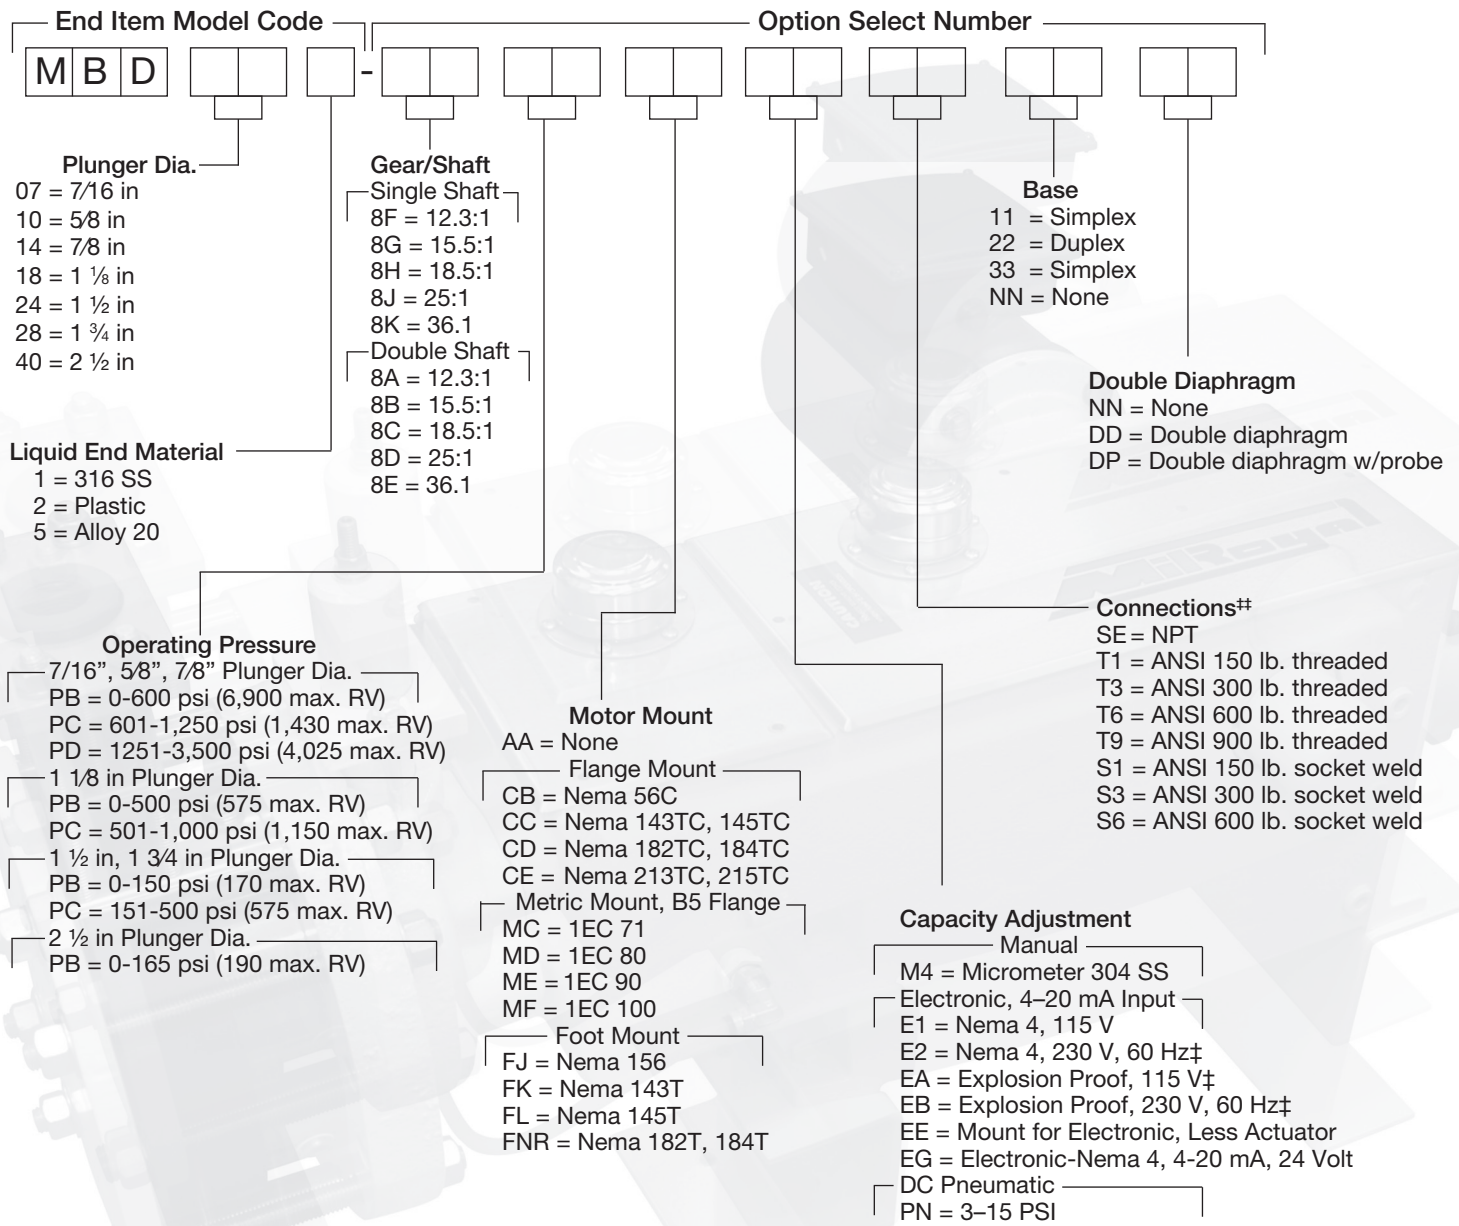 End Item Model Code
Option Select Number
M B D -
Plunger Dia.
07 = 7/16 in
10 = 5/8 in
14 = 7/8 in
18 = 1 ⅛ in
24 = 1 ½ in
28 = 1 ¾ in
40 = 2 ½ in
Liquid End Material
1 = 316 SS
2 = Plastic
5 = Alloy 20
Gear/Shaft
Single Shaft
8F = 12.3:1
8G = 15.5:1
8H = 18.5:1
8J = 25:1
8K = 36.1
Double Shaft
8A = 12.3:1
8B = 15.5:1
8C = 18.5:1
8D = 25:1
8E = 36.1
Operating Pressure
7/16”, 5/8”, 7/8” Plunger Dia.
PB = 0-600 psi (6,900 max. RV)
PC = 601-1,250 psi (1,430 max. RV)
PD = 1251-3,500 psi (4,025 max. RV)
1 1/8 in Plunger Dia.
PB = 0-500 psi (575 max. RV)
PC = 501-1,000 psi (1,150 max. RV)
1 ½ in, 1 3/4 in Plunger Dia.
PB = 0-150 psi (170 max. RV)
PC = 151-500 psi (575 max. RV)
2 ½ in Plunger Dia.
PB = 0-165 psi (190 max. RV)
Motor Mount
AA = None
Flange Mount
CB = Nema 56C
CC = Nema 143TC, 145TC
CD = Nema 182TC, 184TC
CE = Nema 213TC, 215TC
Metric Mount, B5 Flange
MC = 1EC 71
MD = 1EC 80
ME = 1EC 90
MF = 1EC 100
Foot Mount
FJ = Nema 156
FK = Nema 143T
FL = Nema 145T
FNR = Nema 182T, 184T
Capacity Adjustment
Manual
M4 = Micrometer 304 SS
Electronic, 4–20 mA Input
E1 = Nema 4, 115 V
E2 = Nema 4, 230 V, 60 Hz‡
EA = Explosion Proof, 115 V‡
EB = Explosion Proof, 230 V, 60 Hz‡
EE = Mount for Electronic, Less Actuator
EG = Electronic-Nema 4, 4-20 mA, 24 Volt
DC Pneumatic
PN = 3–15 PSI
Connections‡‡
SE = NPT
T1 = ANSI 150 lb. threaded
T3 = ANSI 300 lb. threaded
T6 = ANSI 600 lb. threaded
T9 = ANSI 900 lb. threaded
S1 = ANSI 150 lb. socket weld
S3 = ANSI 300 lb. socket weld
S6 = ANSI 600 lb. socket weld
Base
11 = Simplex
22 = Duplex
33 = Simplex
NN = None
Double Diaphragm
NN = None
DD = Double diaphragm
DP = Double diaphragm w/probe
MilRoyal
CAUTION